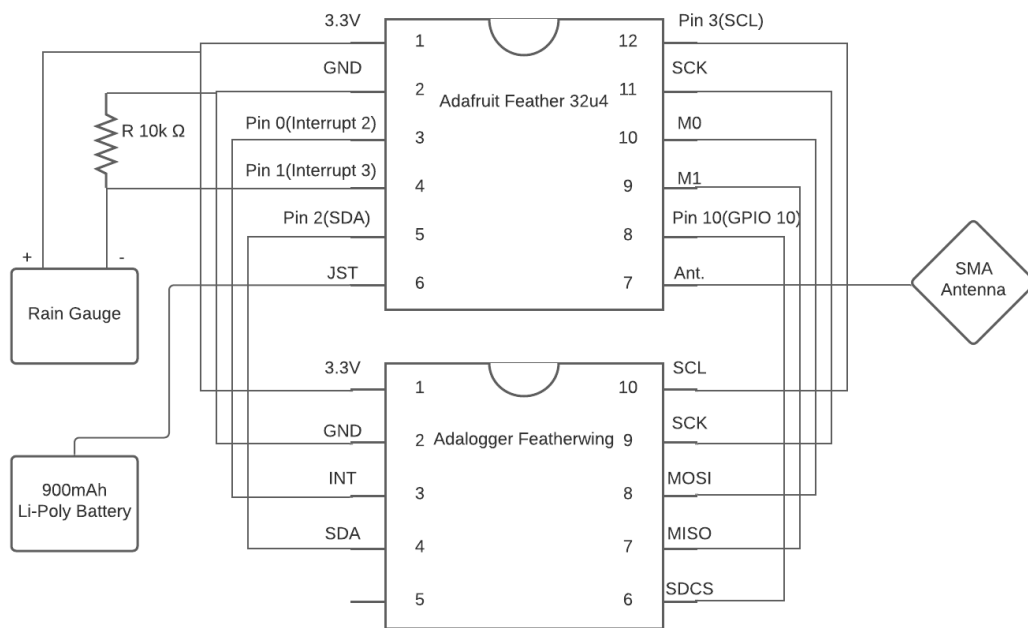 3.3V
Pin 3(SCL)
1
12
GND
SCK
2
11
Adafruit Feather 32u4
R 10k Ω
Pin 0(Interrupt 2)
M0
3
10
Pin 1(Interrupt 3)
M1
4
9
Pin 2(SDA)
Pin 10(GPIO 10)
5
8
+
-
JST
Ant.
6
7
SMA
Antenna
Rain Gauge
3.3V
SCL
1
10
GND
SCK
2
Adalogger Featherwing
9
INT
MOSI
3
8
900mAh
Li-Poly Battery
SDA
MISO
4
7
SDCS
5
6